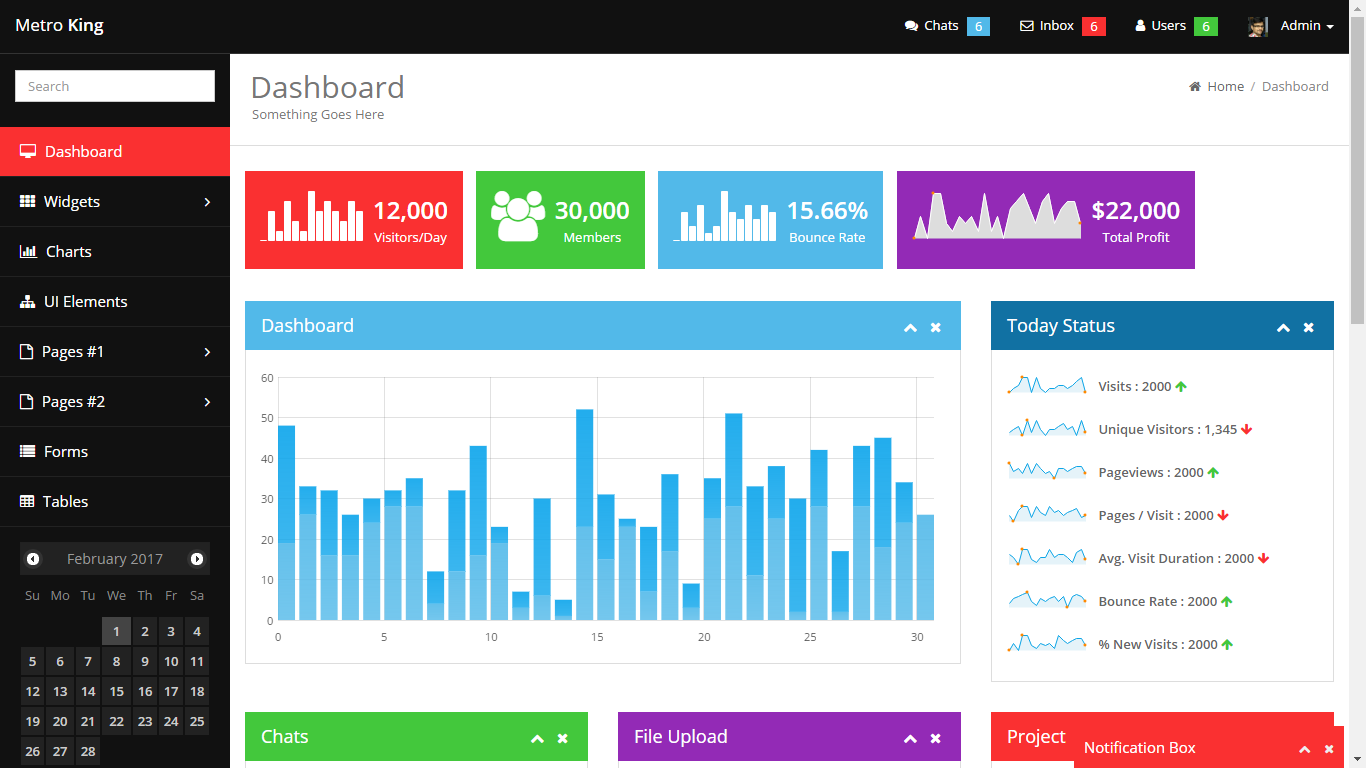 Metro King
Chats 6
Inbox 6
Users 6
Admin
Search
Dashboard
Widgets
Charts
UI Elements
Pages #1
Pages #2
Forms
Tables
February 2017
Su Mo Tu We Th Fr Sa
1 2 3 4
5 6 7 8 9 10 11
12 13 14 15 16 17 18
19 20 21 22 23 24 25
26 27 28
Dashboard
Something Goes Here
Home / Dashboard
12,000
Visitors/Day
30,000
Members
15.66%
Bounce Rate
$22,000
Total Profit
Dashboard
60
50
40
30
20
10
0
0 5 10 15 20 25 30
Today Status
Visits : 2000
Unique Visitors : 1,345
Pageviews : 2000
Pages / Visit : 2000
Avg. Visit Duration : 2000
Bounce Rate : 2000
% New Visits : 2000
Chats
File Upload
Project
Notification Box